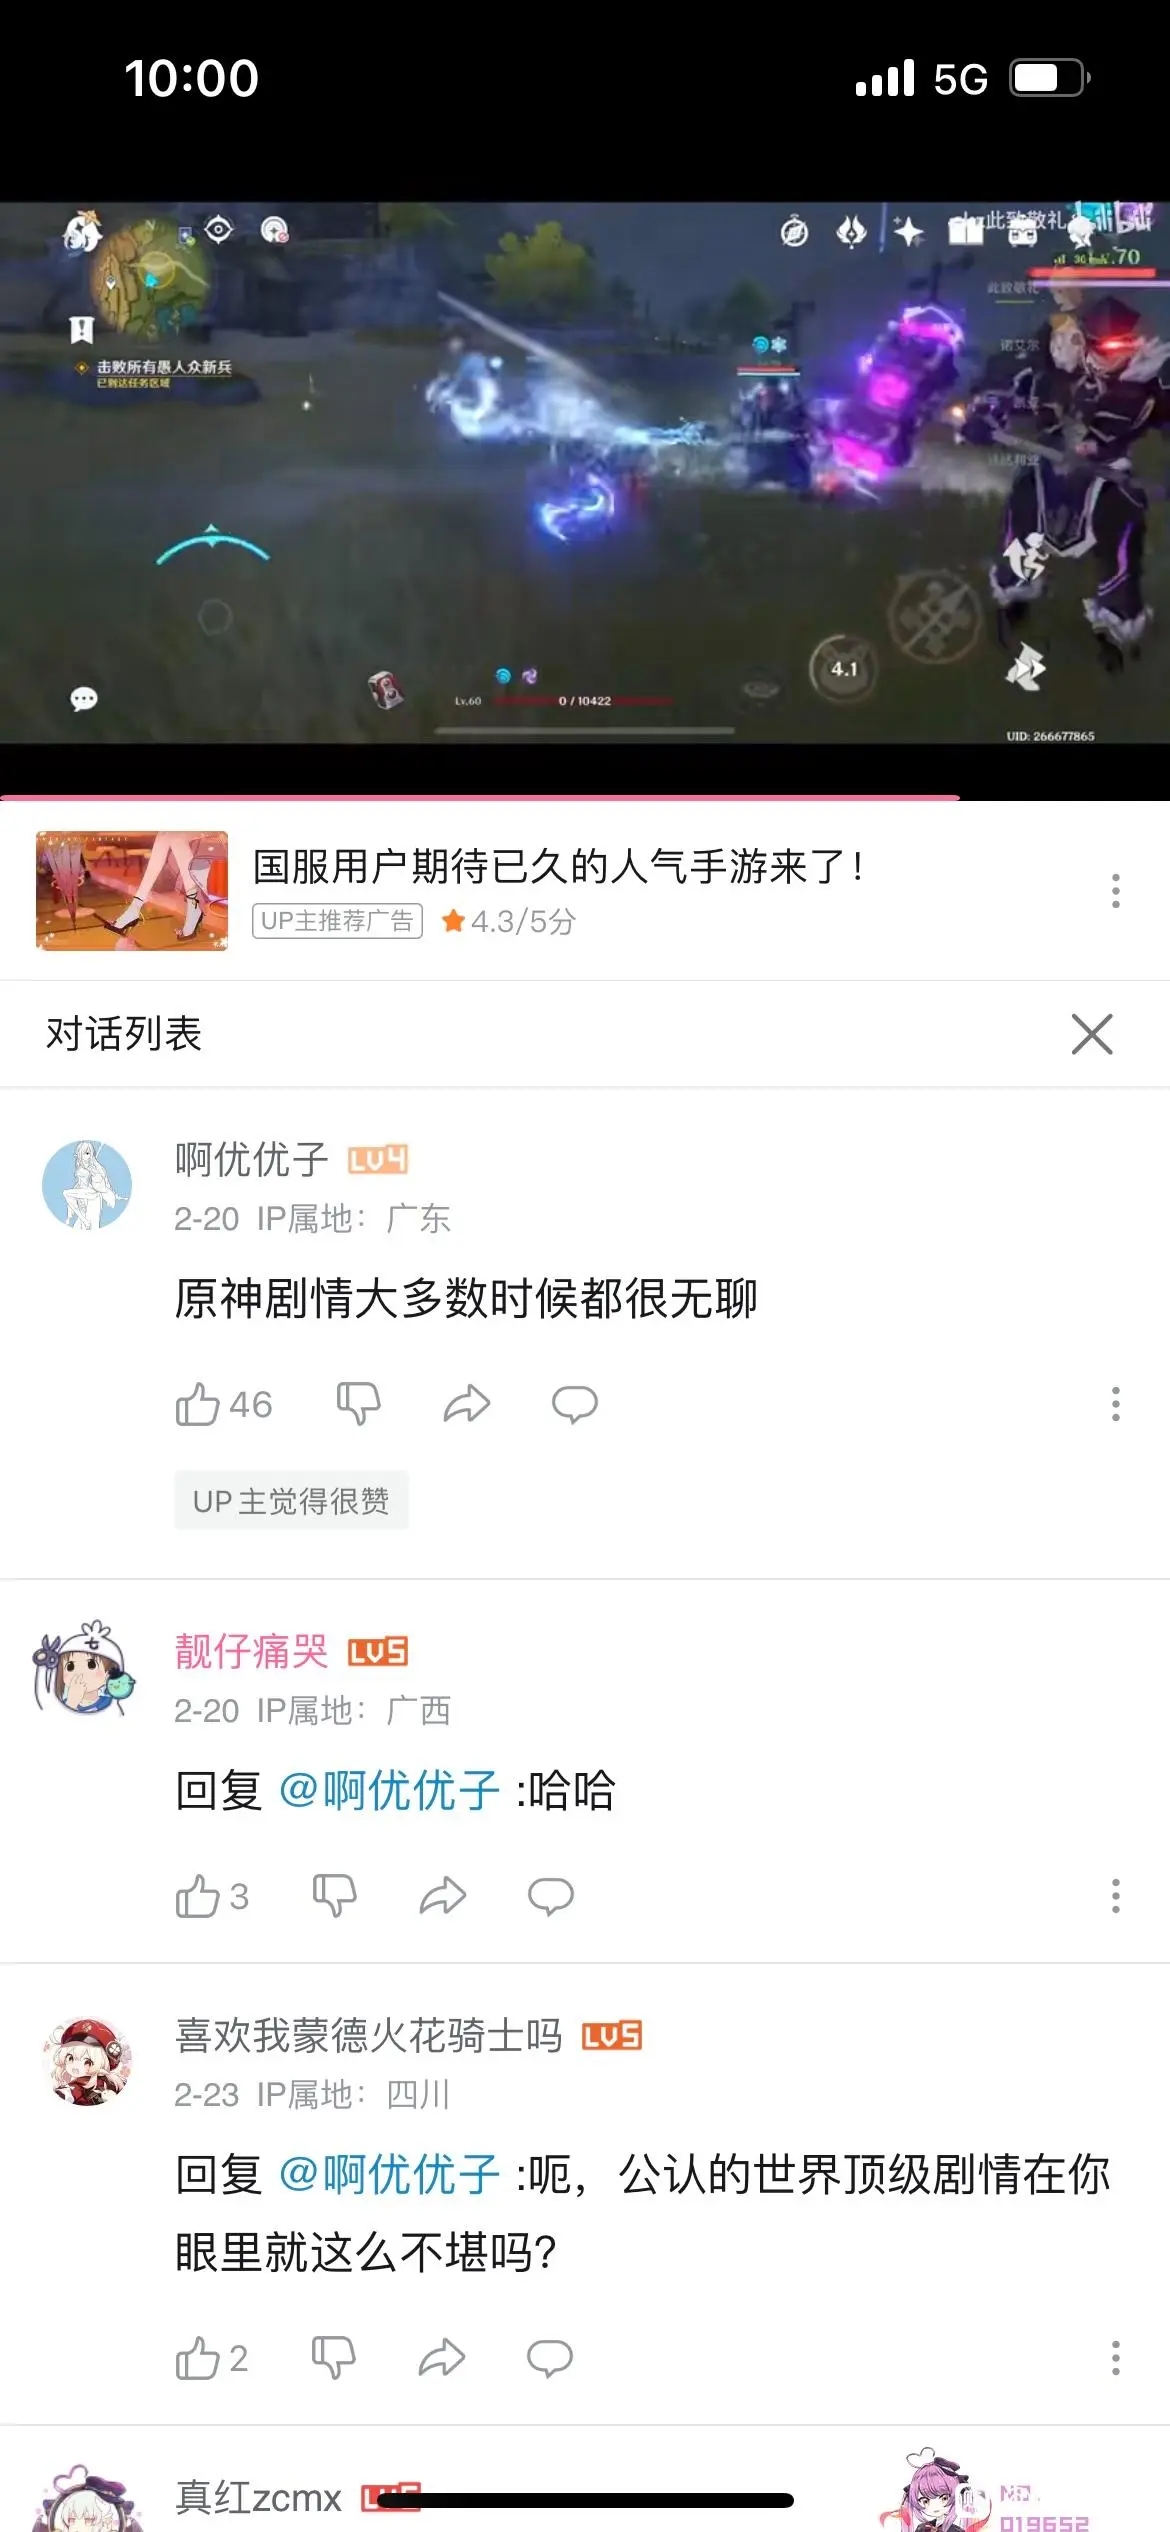 10:00
5G
此致敬礼
bilibili
击败所有愚人众新兵
已到达任务区域
诺艾尔
4.1
Lv.60
0 / 10422
UID: 266677865
国服用户期待已久的人气手游来了！
UP主推荐广告
4.3/5分
对话列表
啊优优子 LV4
2-20 IP属地：广东
原神剧情大多数时候都很无聊
46
UP主觉得很赞
靓仔痛哭 LV5
2-20 IP属地：广西
回复 @啊优优子 :哈哈
3
喜欢我蒙德火花骑士吗 LV5
2-23 IP属地：四川
回复 @啊优优子 :呃，公认的世界顶级剧情在你
眼里就这么不堪吗？
2
真红zcmx
019652